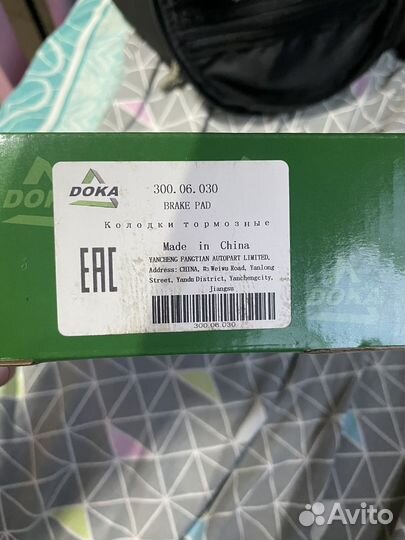 DOKA
300.06.030
BRAKE PAD
Колодки тормозные
Made in China
YANCHENG FANGTIAN AUTOPART LIMITED,
Address: CHINA, Weiwu Road, Yanlong
Street, Yandu District, Yanchengcity,
Jiangsu
EAC
300.06.030
DOKA
DOKA
Avito